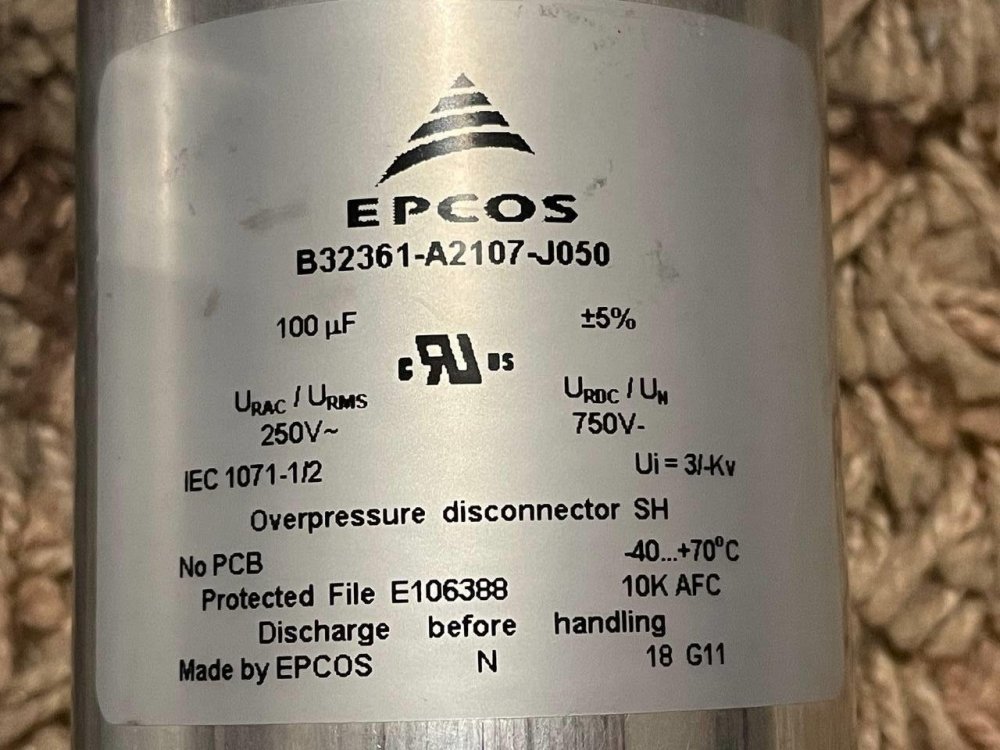 EPCOS
B32361-A2107-J050
100 µF ±5%
c RU us
URAC / URMS URDC / UN
250V~ 750V-
IEC 1071-1/2 Ui = 3/-Kv
Overpressure disconnector SH
No PCB -40...+70°C
Protected File E106388 10K AFC
Discharge before handling
Made by EPCOS N 18 G11